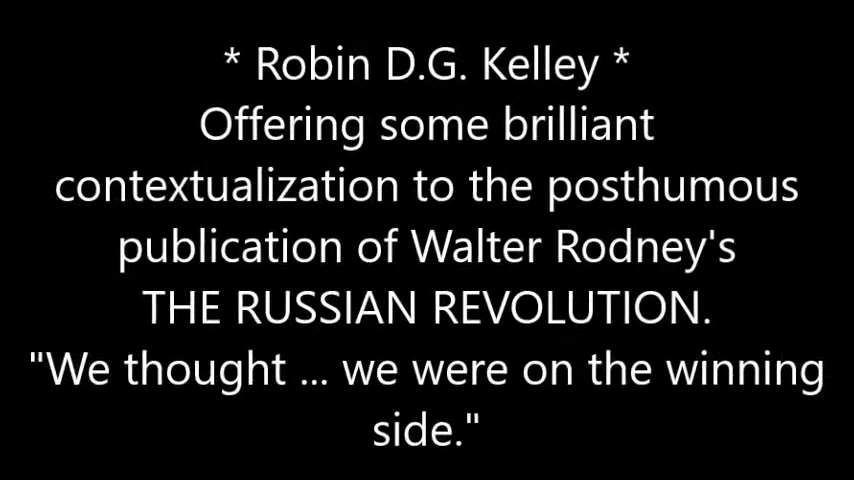 * Robin D.G. Kelley *
Offering some brilliant
contextualization to the posthumous
publication of Walter Rodney's
THE RUSSIAN REVOLUTION.
"We thought ... we were on the winning
side."